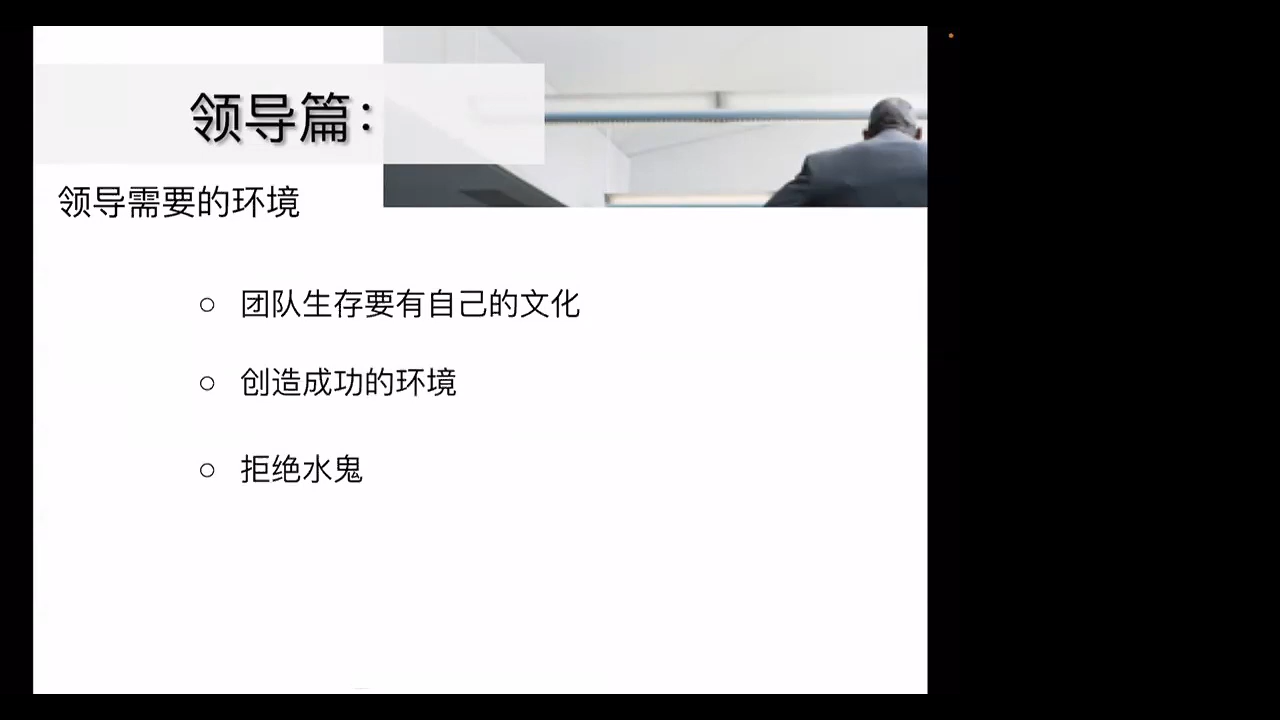 领导篇：
领导需要的环境
○ 团队生存要有自己的文化
○ 创造成功的环境
○ 拒绝水鬼